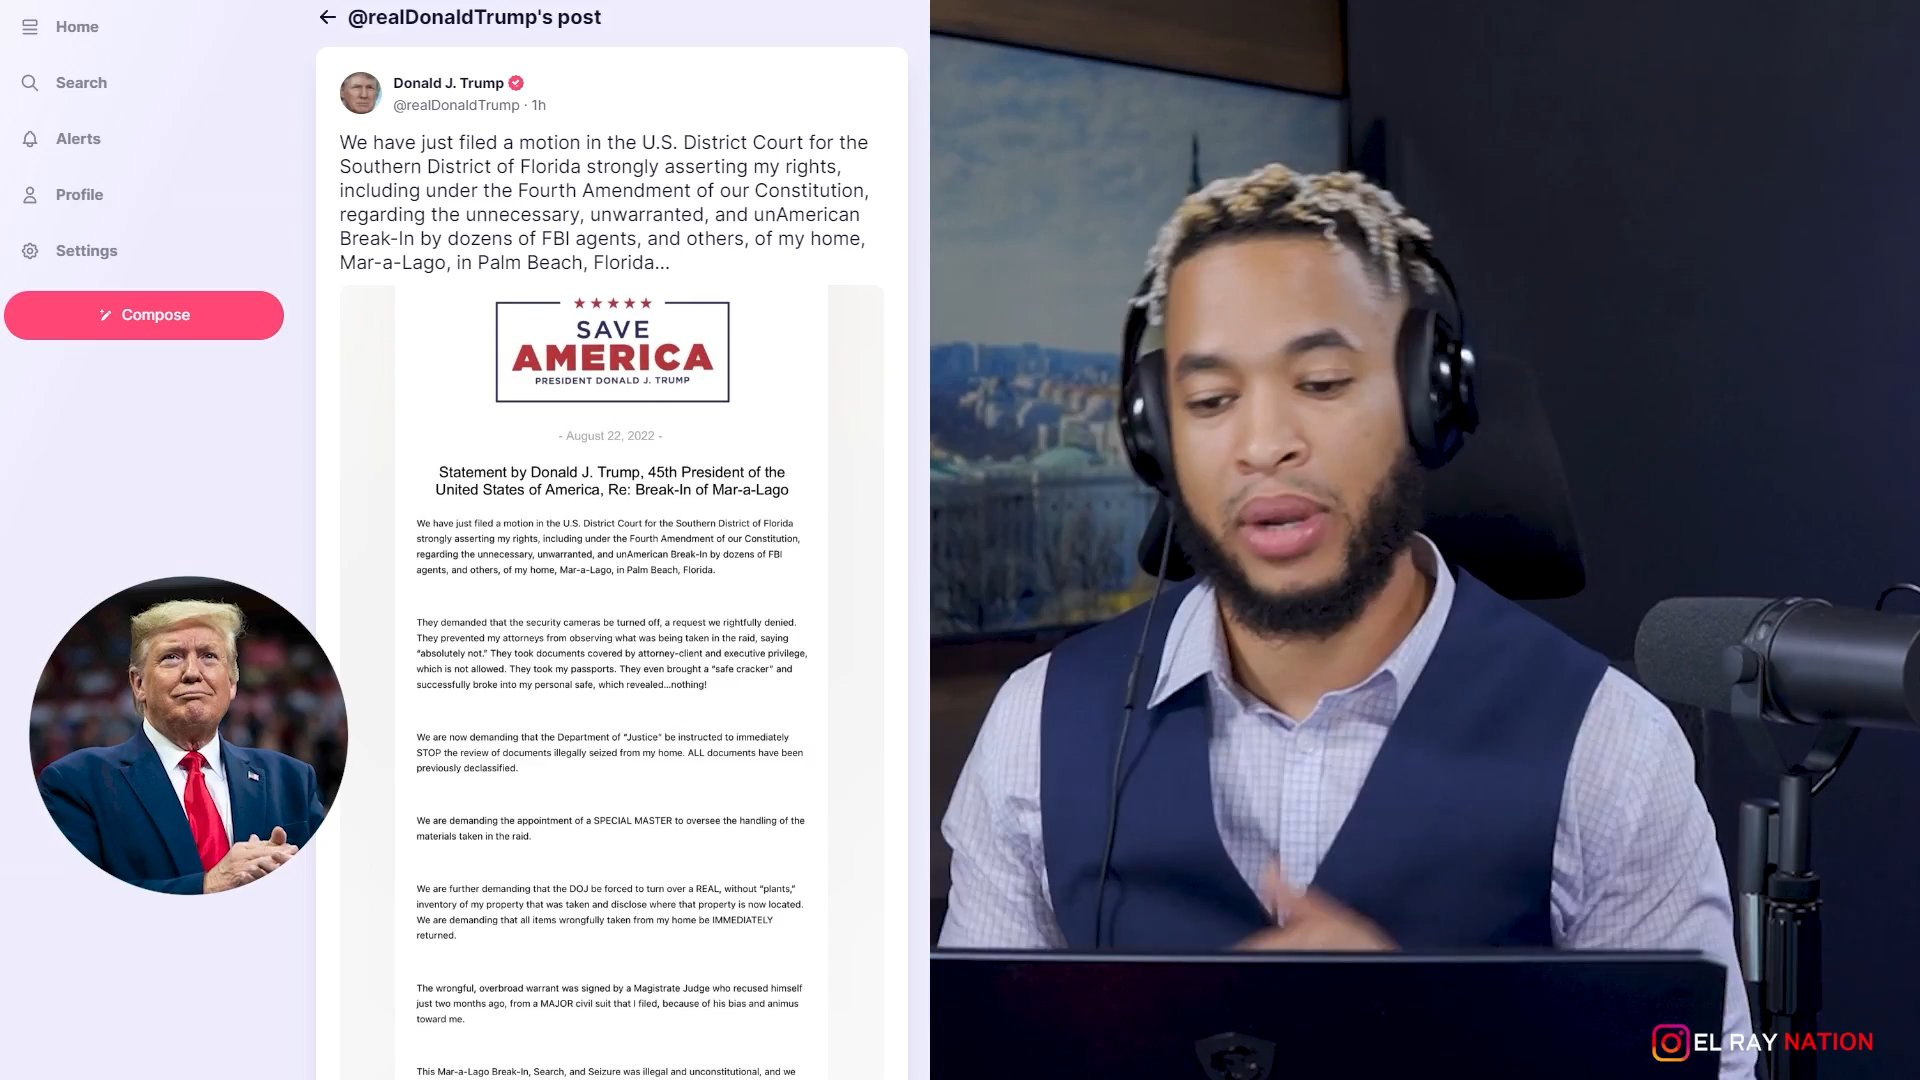 Home
Search
Alerts
Profile
Settings
Compose
@realDonaldTrump's post
Donald J. Trump
@realDonaldTrump · 1h
We have just filed a motion in the U.S. District Court for the
Southern District of Florida strongly asserting my rights,
including under the Fourth Amendment of our Constitution,
regarding the unnecessary, unwarranted, and unAmerican
Break-In by dozens of FBI agents, and others, of my home,
Mar-a-Lago, in Palm Beach, Florida...
SAVE
AMERICA
PRESIDENT DONALD J. TRUMP
- August 22, 2022 -
Statement by Donald J. Trump, 45th President of the
United States of America, Re: Break-In of Mar-a-Lago
We have just filed a motion in the U.S. District Court for the Southern District of Florida
strongly asserting my rights, including under the Fourth Amendment of our Constitution,
regarding the unnecessary, unwarranted, and unAmerican Break-In by dozens of FBI
agents, and others, of my home, Mar-a-Lago, in Palm Beach, Florida.
They demanded that the security cameras be turned off, a request we rightfully denied.
They prevented my attorneys from observing what was being taken in the raid, saying
“absolutely not.” They took documents covered by attorney-client and executive privilege,
which is not allowed. They took my passports. They even brought a “safe cracker” and
successfully broke into my personal safe, which revealed...nothing!
We are now demanding that the Department of “Justice” be instructed to immediately
STOP the review of documents illegally seized from my home. ALL documents have been
previously declassified.
We are demanding the appointment of a SPECIAL MASTER to oversee the handling of the
materials taken in the raid.
We are further demanding that the DOJ be forced to turn over a REAL, without “plants,”
inventory of my property that was taken and disclose where that property is now located.
We are demanding that all items wrongfully taken from my home be IMMEDIATELY
returned.
The wrongful, overbroad warrant was signed by a Magistrate Judge who recused himself
just two months ago, from a MAJOR civil suit that I filed, because of his bias and animus
toward me.
This Mar-a-Lago Break-In, Search, and Seizure was illegal and unconstitutional, and we
EL RAY NATION